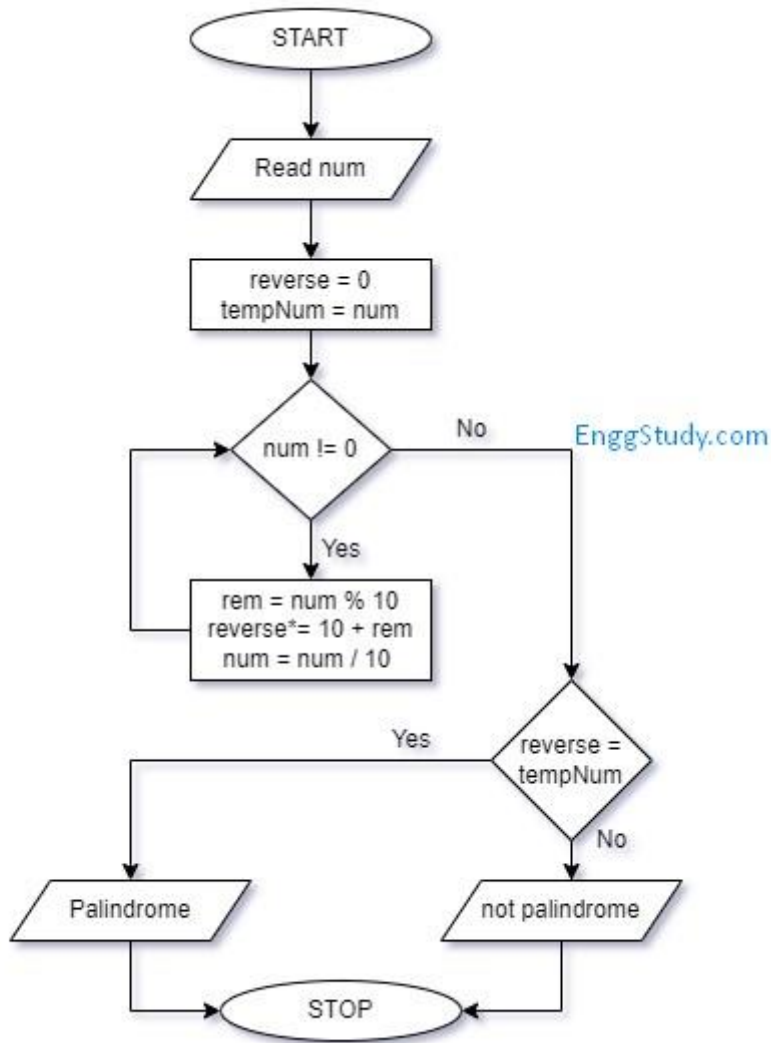 START
Read num
reverse = 0
tempNum = num
num != 0
No
EnggStudy.com
Yes
rem = num % 10
reverse*= 10 + rem
num = num / 10
Yes
reverse =
tempNum
No
Palindrome
not palindrome
STOP